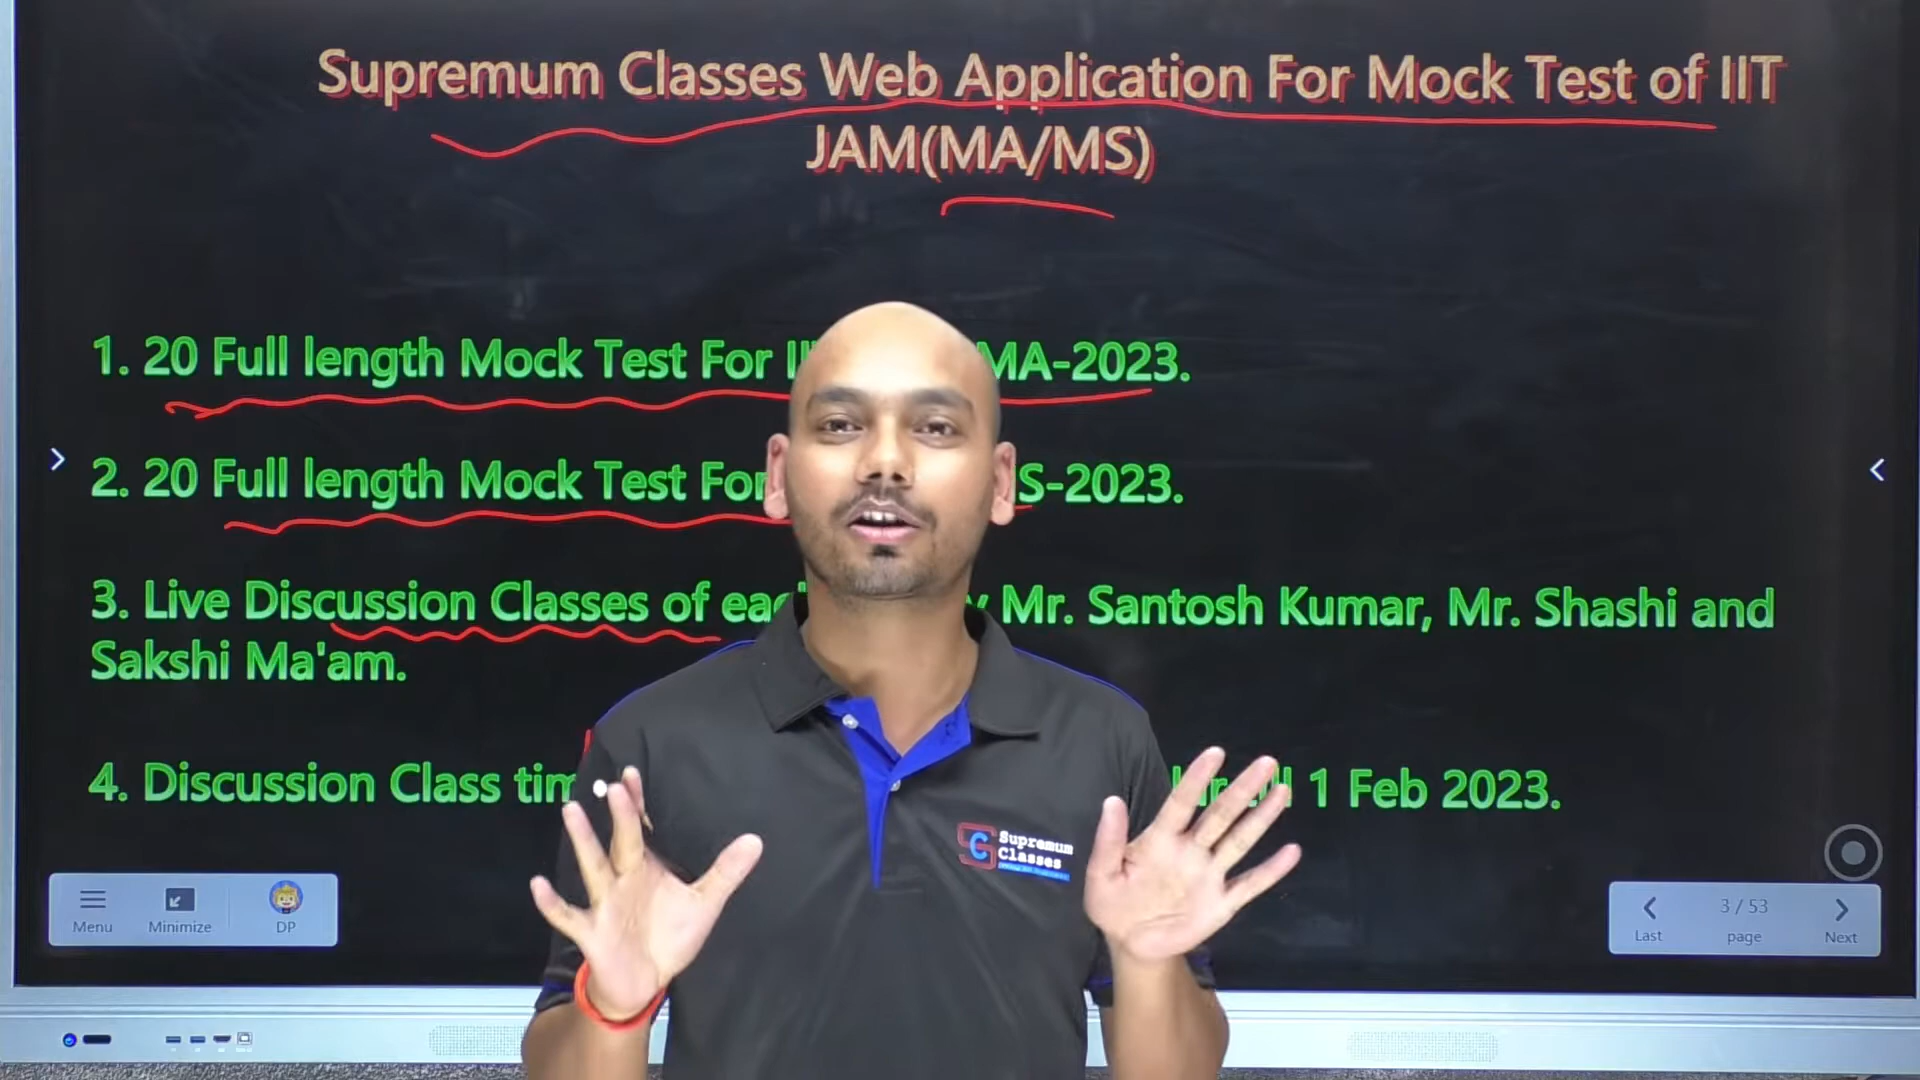 Supremum Classes Web Application For Mock Test of IIT
JAM(MA/MS)
1. 20 Full length Mock Test For MA-2023.
2. 20 Full length Mock Test For S-2023.
3. Live Discussion Classes of Mr. Santosh Kumar, Mr. Shashi and
Sakshi Ma'am.
4. Discussion Class 1 Feb 2023.
Supremum
Classes
Menu
Minimize
DP
3 / 53
Last
page
Next